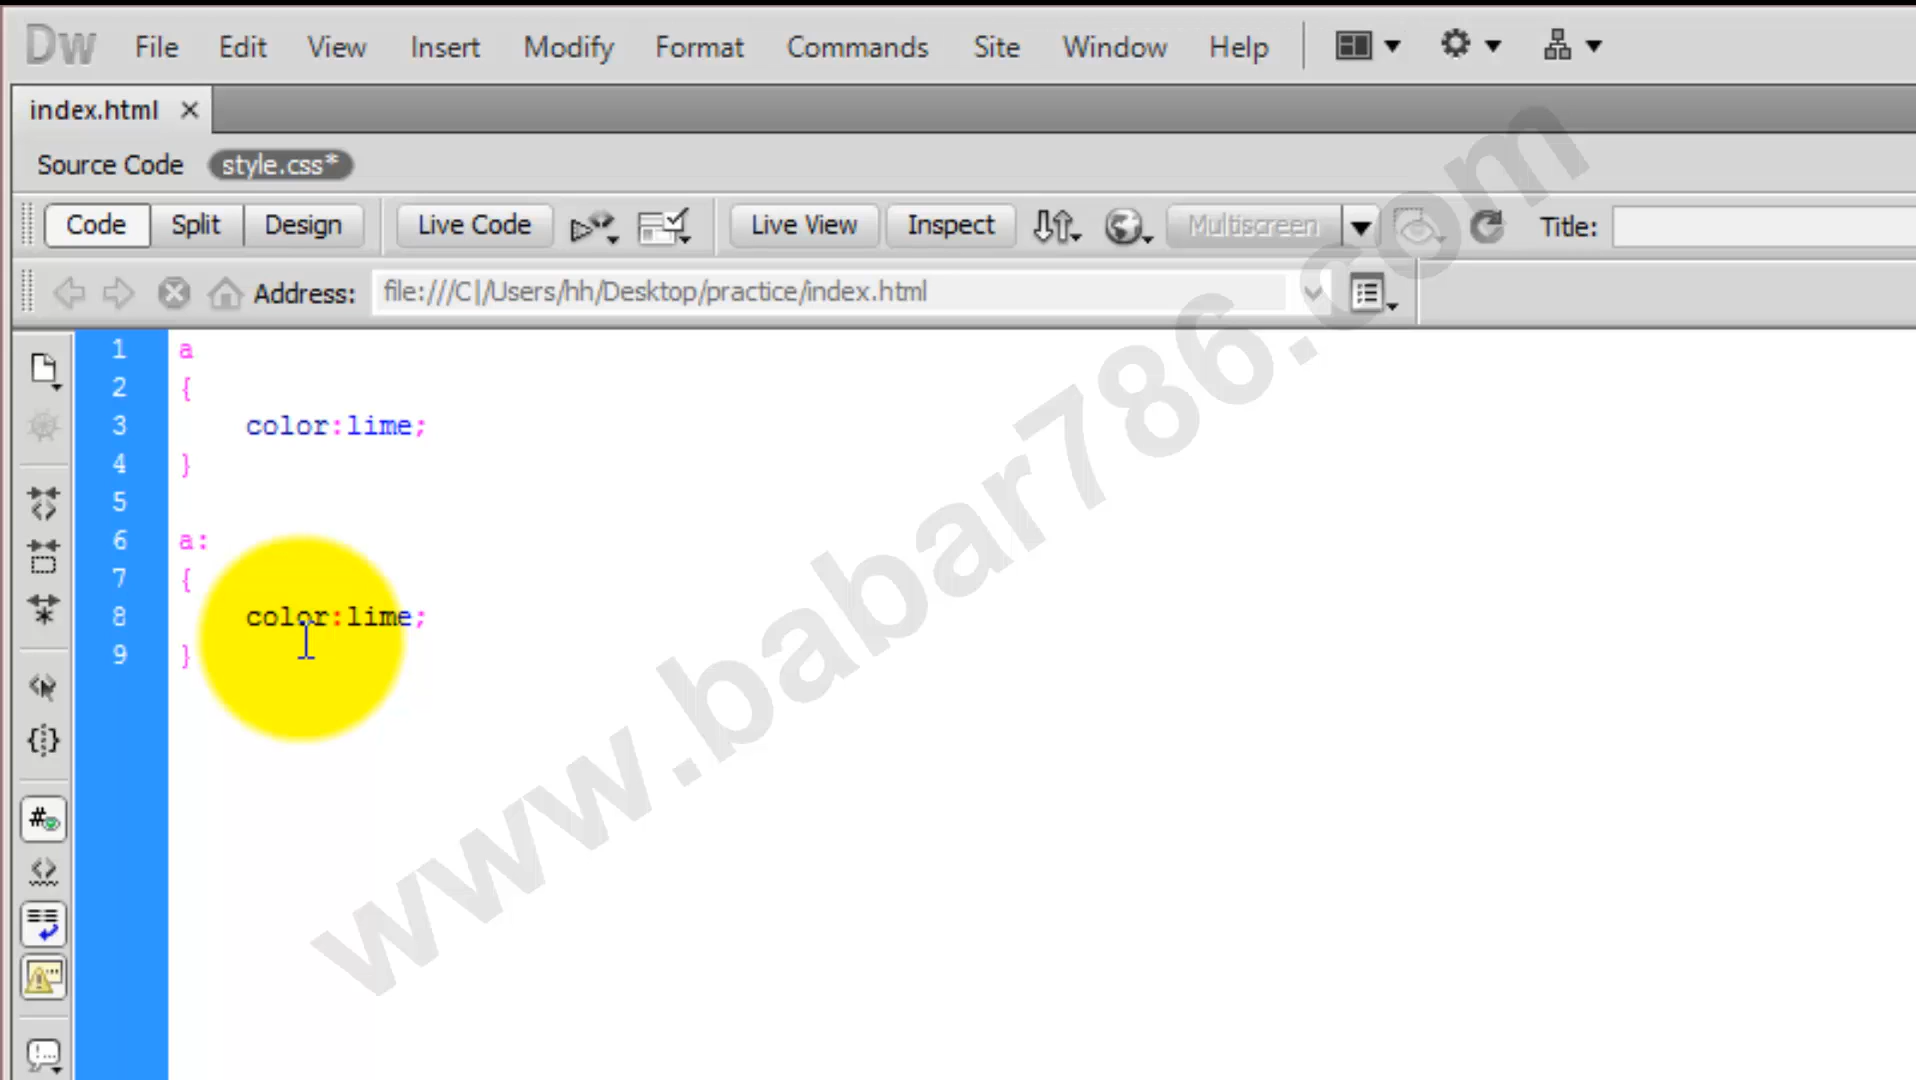 Dw File Edit View Insert Modify Format Commands Site Window Help
index.html
Source Code style.css*
Code Split Design Live Code Live View Inspect Multiscreen Title:
Address: file:///C|/Users/hh/Desktop/practice/index.html
1 a
2 {
3 color:lime;
4 }
5
6 a:
7 {
8 color:lime;
9 }
www.babar786.com